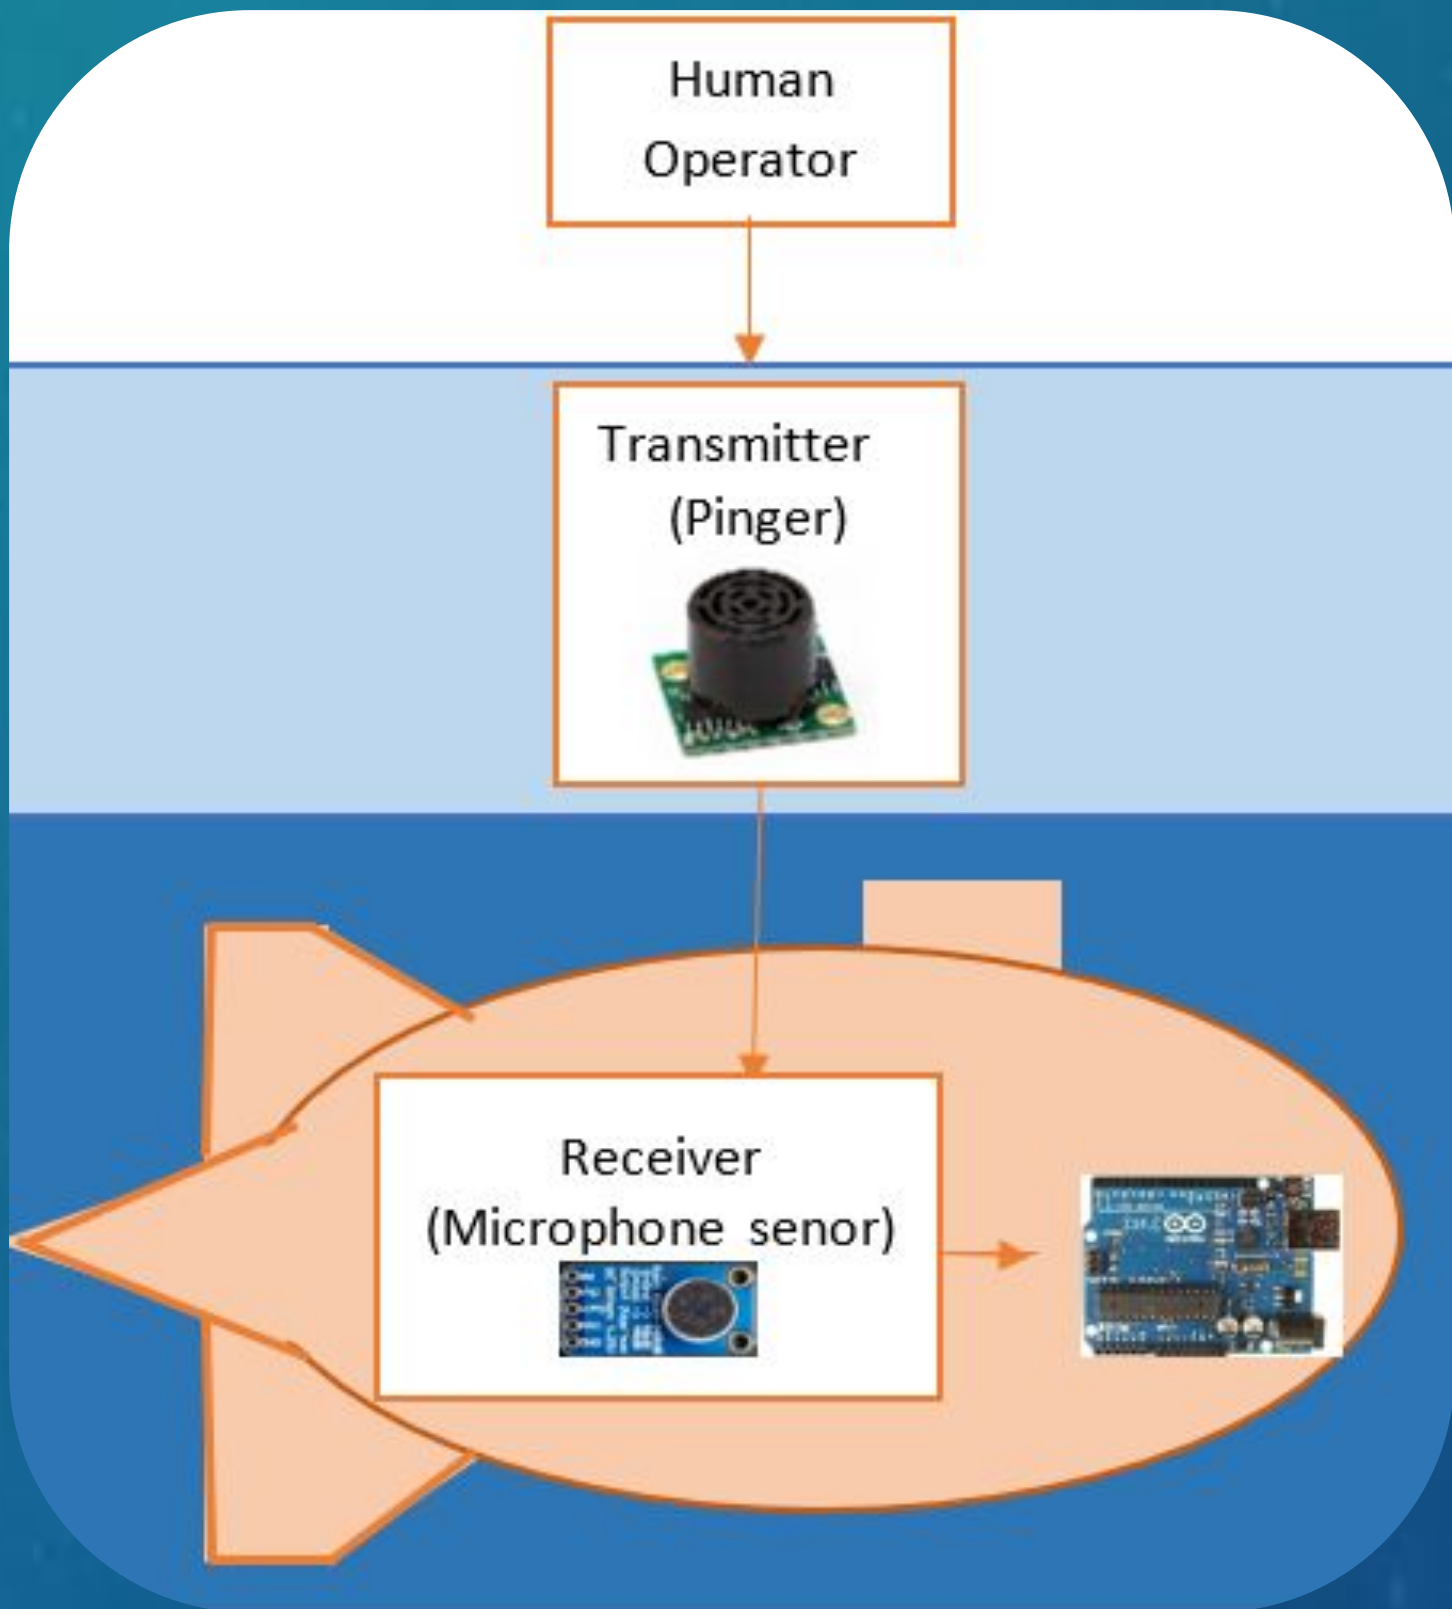 Human
Operator
Transmitter
(Pinger)
Receiver
(Microphone senor)